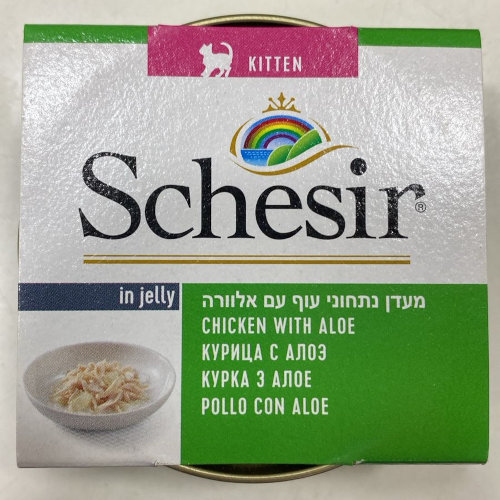 KITTEN
Schesir®
in jelly
מעדן נתחוני עוף עם אלוורה
CHICKEN WITH ALOE
КУРИЦА С АЛОЭ
КУРКА З АЛОЕ
POLLO CON ALOE